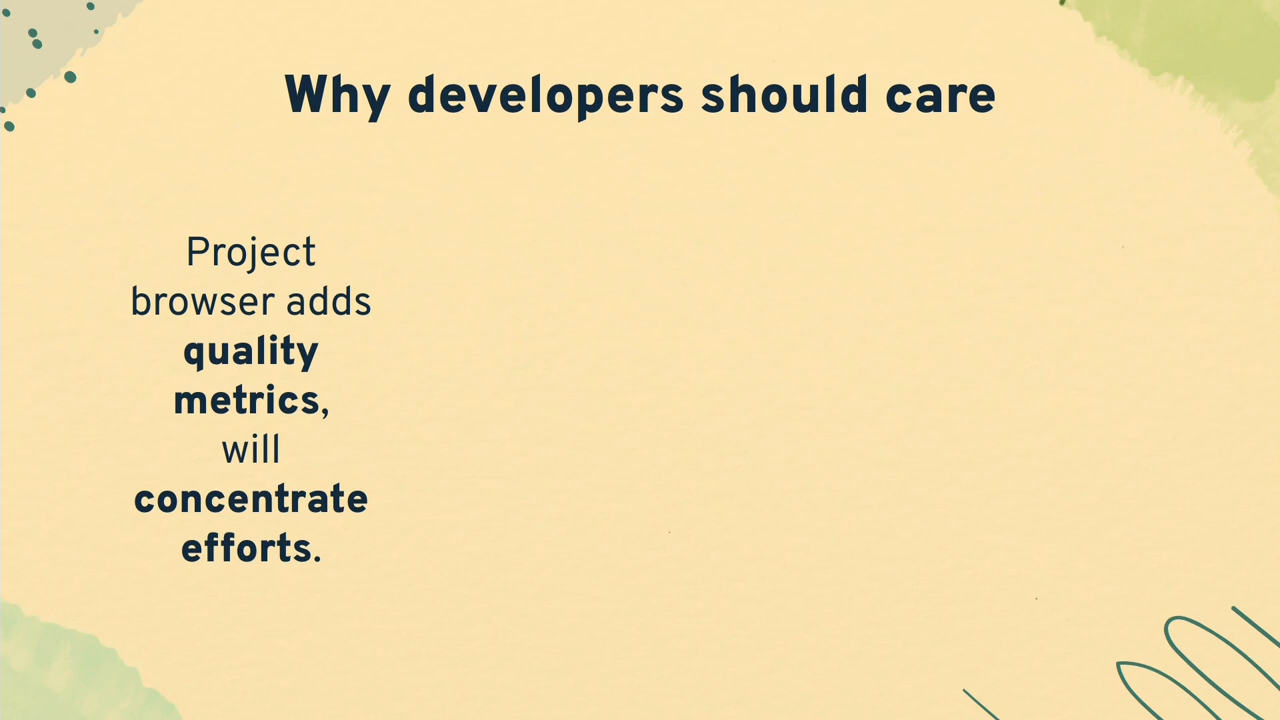 Why developers should care
Project
browser adds
quality
metrics,
will
concentrate
efforts.